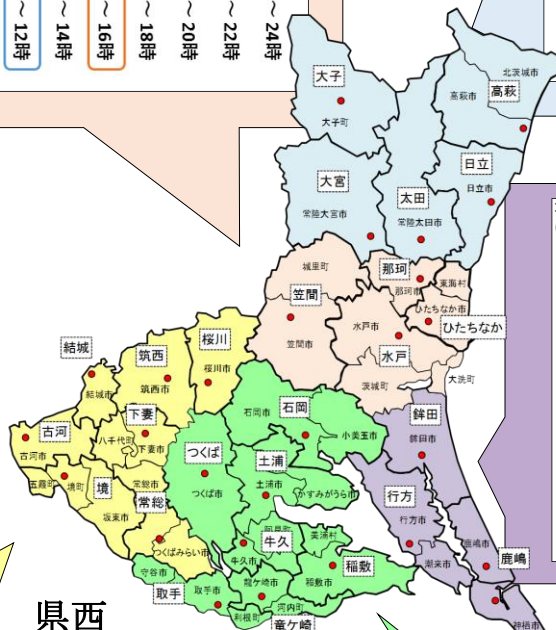 ～12時
～14時
～16時
～18時
～20時
～22時
～24時
大子
大子町
北茨城市
高萩市
高萩
日立
日立市
大宮
常陸大宮市
太田
常陸太田市
城里町
那珂
那珂市
東海村
笠間
笠間市
ひたちなか市
ひたちなか
水戸市
水戸
茨城町
大洗町
桜川
桜川市
結城
結城市
筑西
筑西市
下妻
下妻市
八千代町
古河
古河市
五霞町
境町
境
坂東市
常総市
常総
つくばみらい市
石岡市
石岡
小美玉市
つくば
つくば市
土浦
土浦市
かすみがうら市
鉾田
鉾田市
行方
行方市
潮来市
鹿嶋市
鹿嶋
神栖市
牛久
牛久市
美浦村
稲敷
稲敷市
守谷市
取手
取手市
龍ケ崎市
利根町
河内町
竜ケ崎
県西